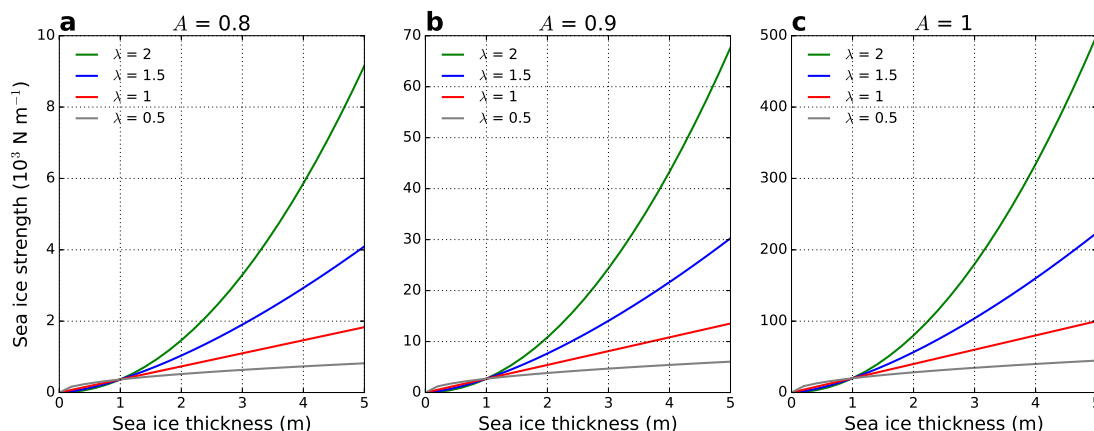 a
A = 0.8
Sea ice strength (10³ N m⁻¹)
10
8
6
4
2
0
λ = 2
λ = 1.5
λ = 1
λ = 0.5
0 1 2 3 4 5
Sea ice thickness (m)
b
A = 0.9
70
60
50
40
30
20
10
0
λ = 2
λ = 1.5
λ = 1
λ = 0.5
0 1 2 3 4 5
Sea ice thickness (m)
c
A = 1
500
400
300
200
100
0
λ = 2
λ = 1.5
λ = 1
λ = 0.5
0 1 2 3 4 5
Sea ice thickness (m)